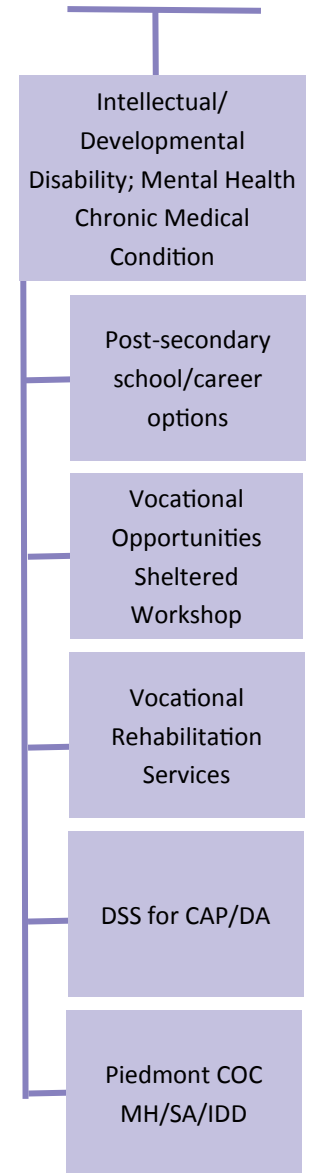 Intellectual/
Developmental
Disability; Mental Health
Chronic Medical
Condition
Post-secondary
school/career
options
Vocational
Opportunities
Sheltered
Workshop
Vocational
Rehabilitation
Services
DSS for CAP/DA
Piedmont COC
MH/SA/IDD